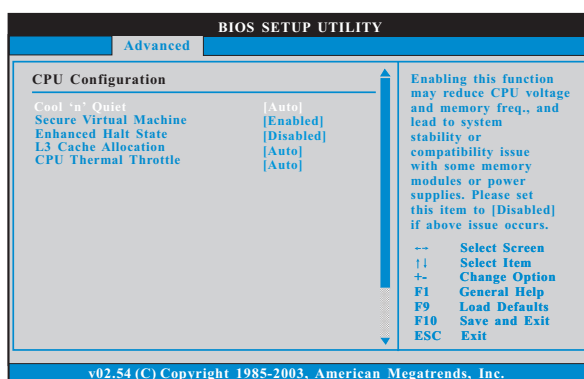 BIOS SETUP UTILITY
Advanced
CPU Configuration
Cool ‘n’ Quiet [Auto]
Secure Virtual Machine [Enabled]
Enhanced Halt State [Disabled]
L3 Cache Allocation [Auto]
CPU Thermal Throttle [Auto]
Enabling this function
may reduce CPU voltage
and memory freq., and
lead to system
stability or
compatibility issue
with some memory
modules or power
supplies. Please set
this item to [Disabled]
if above issue occurs.
←→ Select Screen
↑↓ Select Item
+- Change Option
F1 General Help
F9 Load Defaults
F10 Save and Exit
ESC Exit
v02.54 (C) Copyright 1985-2003, American Megatrends, Inc.